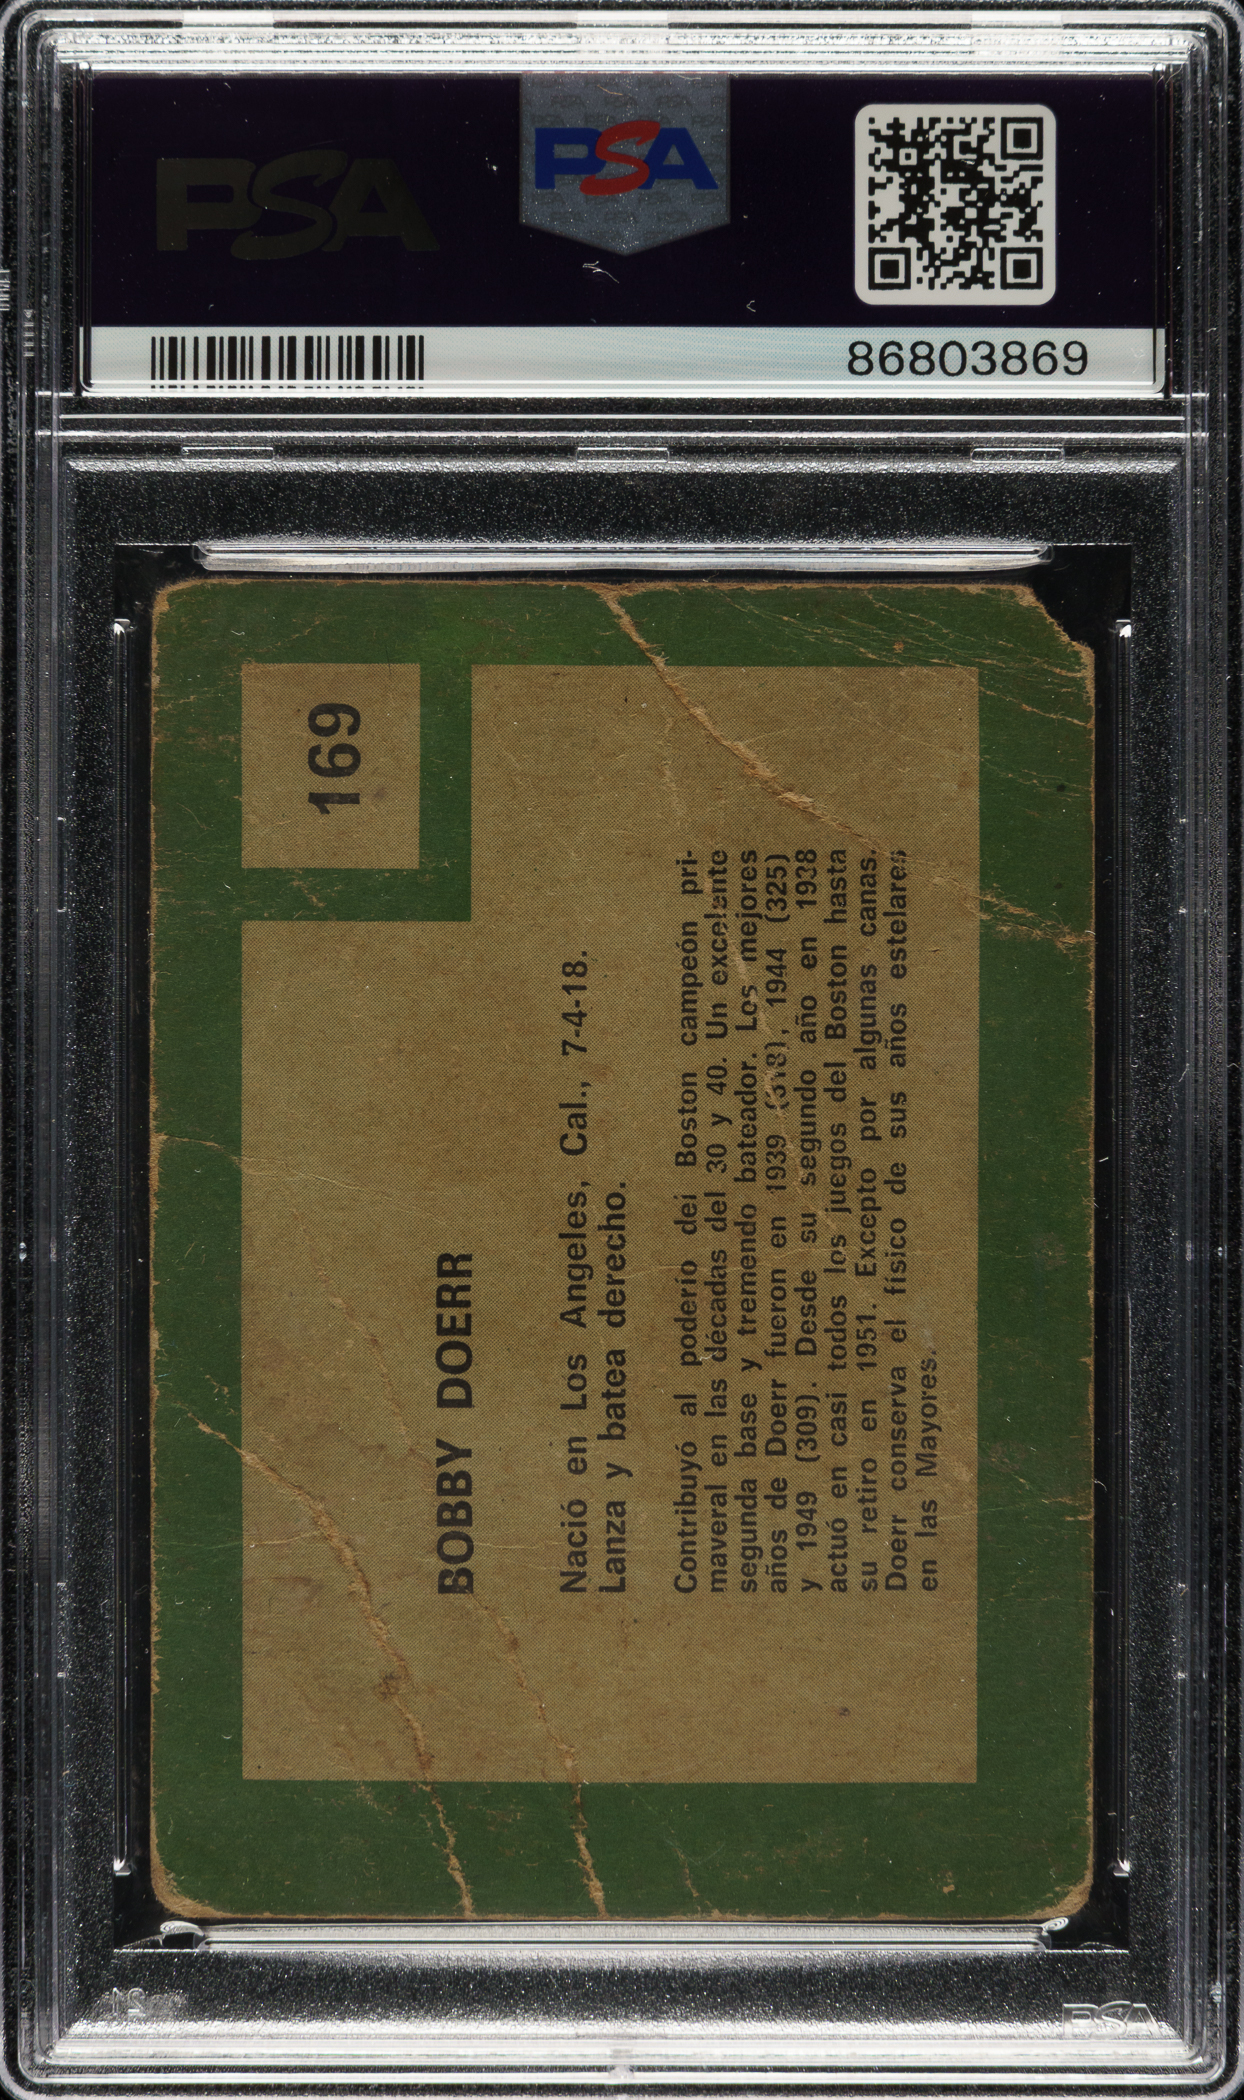 PSA
PSA
86803869
169
BOBBY DOERR
Nació en Los Angeles, Cal., 7-4-18.
Lanza y batea derecho.
Contribuyó al poderío dei Boston campeón pri-
maveral en las décadas del 30 y 40. Un excelente
segunda base y tremendo bateador. Los mejores
años de Doerr fueron en 1939 (318), 1944 (325)
y 1949 (309). Desde su segundo año en 1938
actuó en casi todos los juegos del Boston hasta
su retiro en 1951. Excepto por algunas canas.
Doerr conserva el físico de sus años estelares
en las Mayores.
PSA